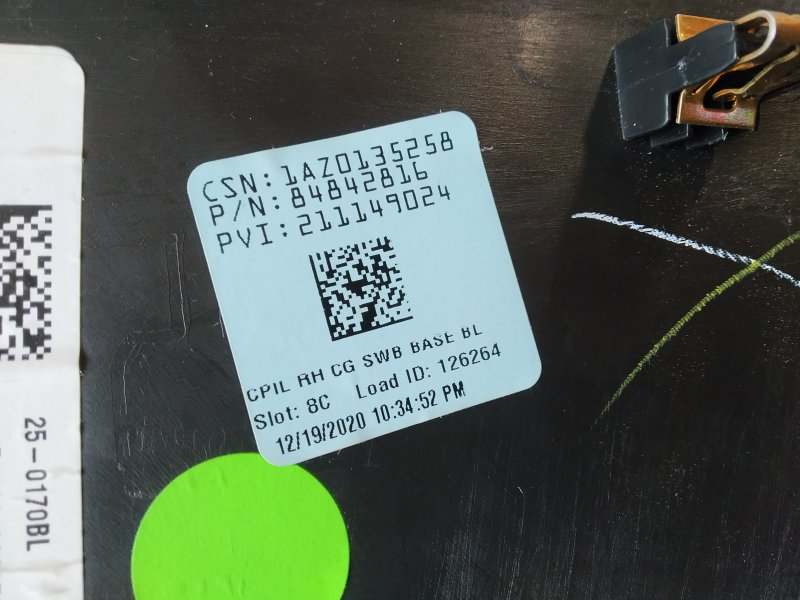 CSN: 1AZ0135258
P/N: 84842816
PVI: 211149024
CPIL RH CG SWB BASE BL
Slot: 8C Load ID: 126264
12/19/2020 10:34:52 PM
25-0170BL